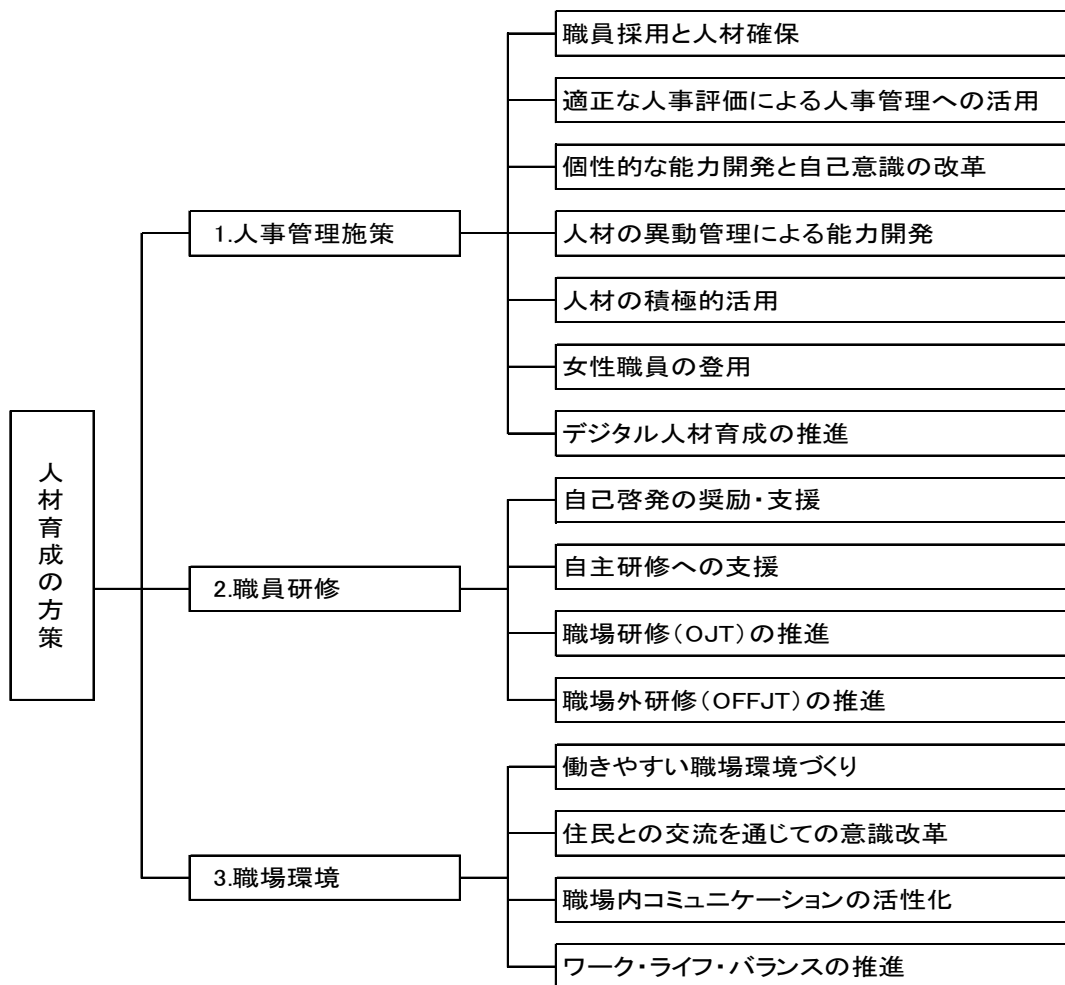 人材育成の方策
1.人事管理施策
職員採用と人材確保
適正な人事評価による人事管理への活用
個性的な能力開発と自己意識の改革
人材の異動管理による能力開発
人材の積極的活用
女性職員の登用
デジタル人材育成の推進
2.職員研修
自己啓発の奨励・支援
自主研修への支援
職場研修(OJT)の推進
職場外研修(OFFJT)の推進
3.職場環境
働きやすい職場環境づくり
住民との交流を通じての意識改革
職場内コミュニケーションの活性化
ワーク・ライフ・バランスの推進